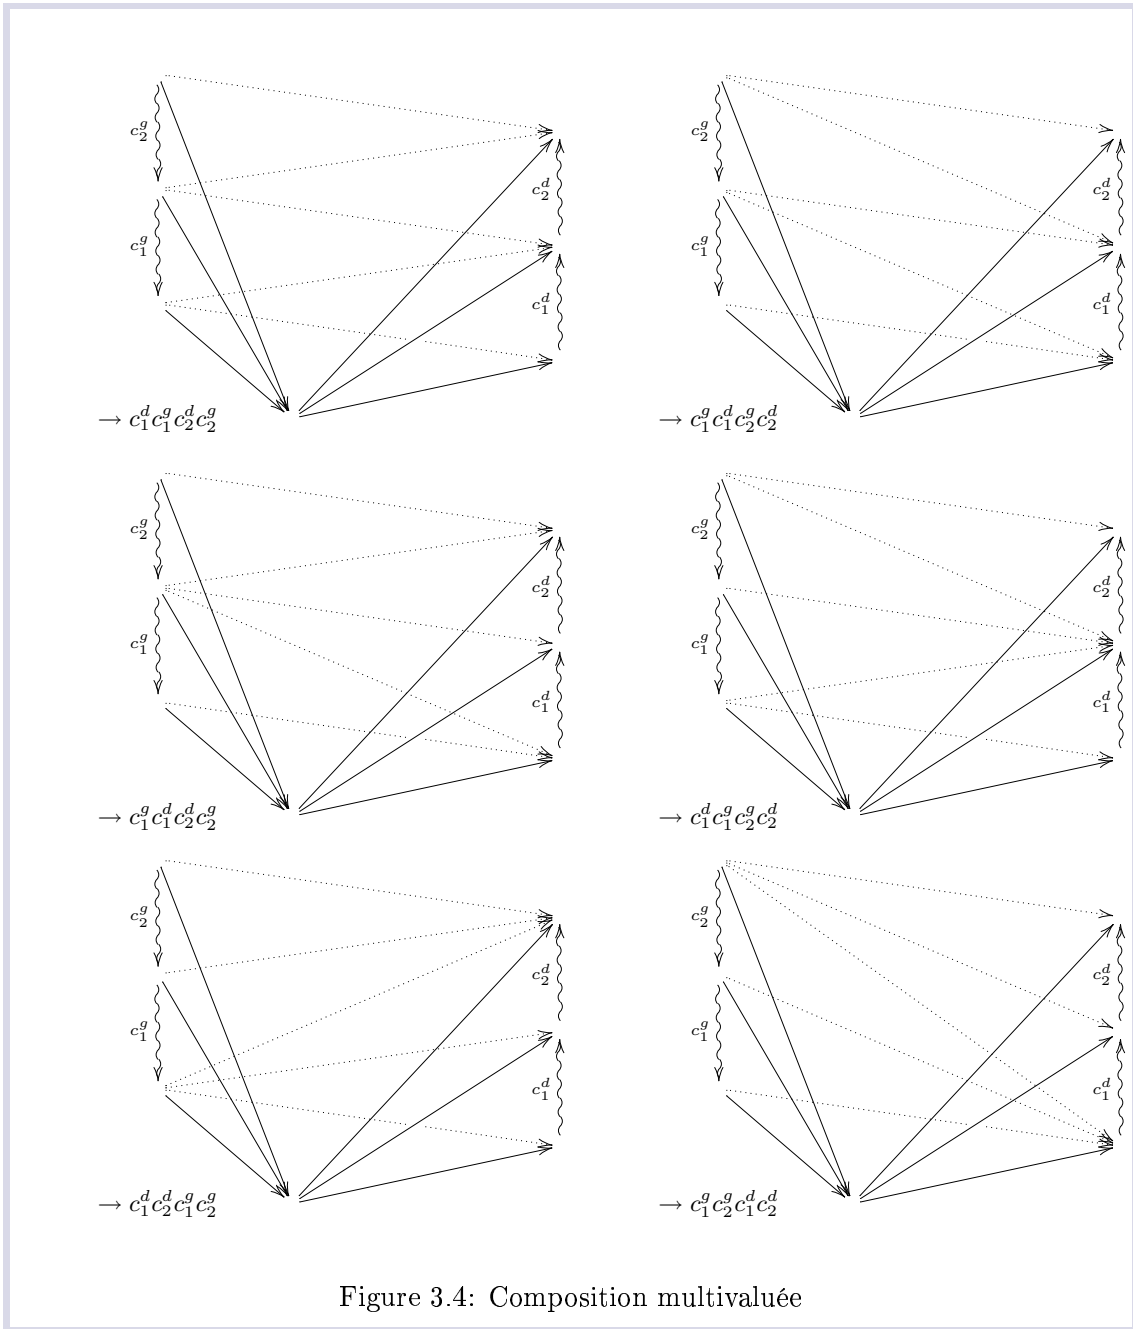 c_2^g c_2^g
c_2^d c_2^d
c_1^g c_1^g
c_1^d c_1^d
→ c_1^d c_1^g c_2^d c_2^g → c_1^g c_1^d c_2^g c_2^d
c_2^g c_2^g
c_2^d c_2^d
c_1^g c_1^g
c_1^d c_1^d
→ c_1^g c_1^d c_2^d c_2^g → c_1^d c_1^g c_2^g c_2^d
c_2^g c_2^g
c_2^d c_2^d
c_1^g c_1^g
c_1^d c_1^d
→ c_1^d c_2^d c_1^g c_2^g → c_1^g c_2^g c_1^d c_2^d
Figure 3.4: Composition multivaluée